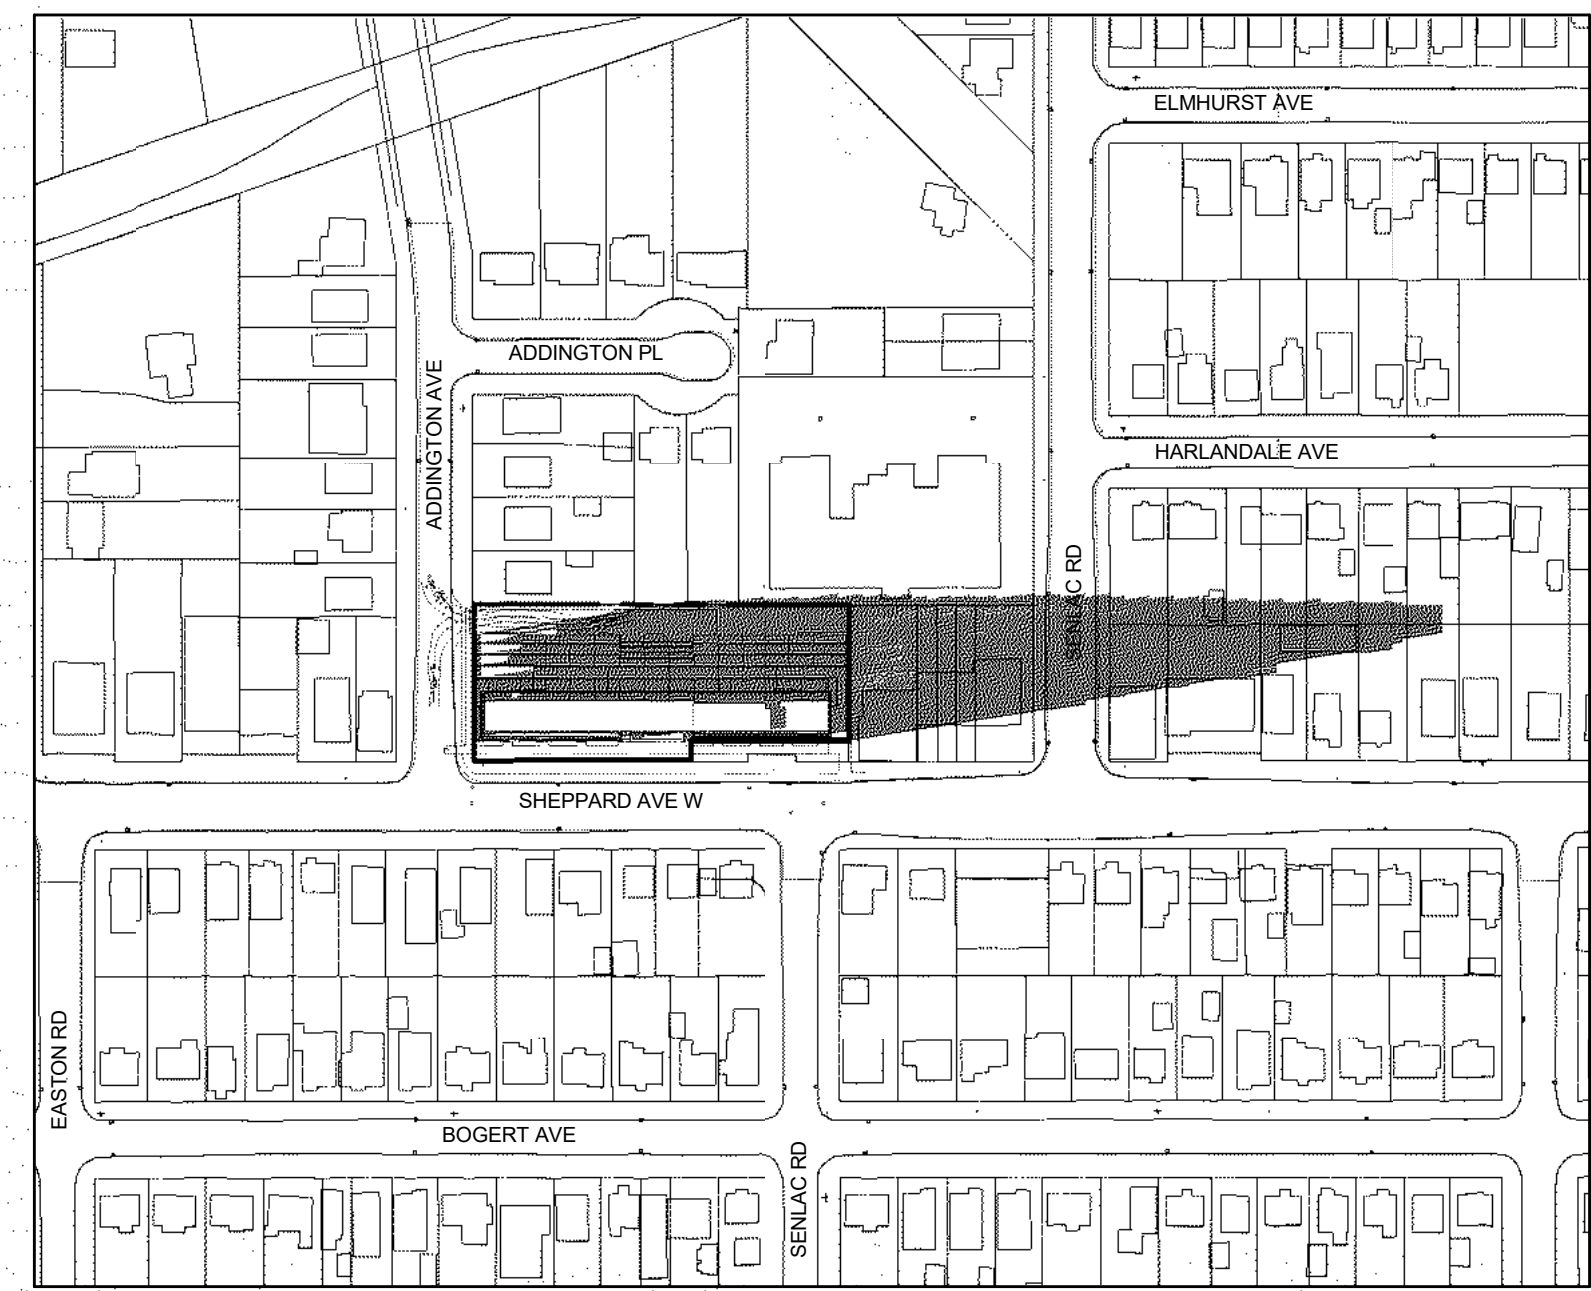 ELMHURST AVE
ADDINGTON PL
ADDINGTON AVE
HARLANDALE AVE
SENLAC RD
SHEPPARD AVE W
EASTON RD
BOGERT AVE
SENLAC RD